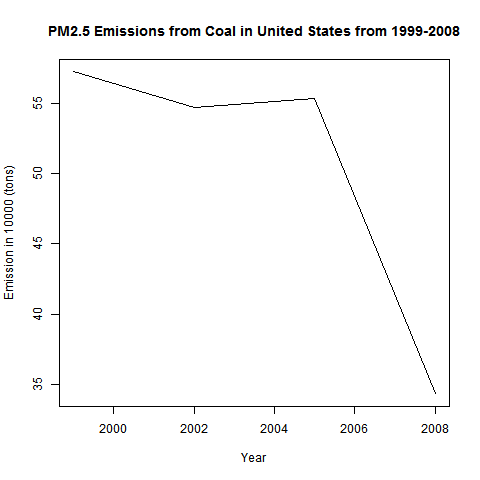 PM2.5 Emissions from Coal in United States from 1999-2008
Emission in 10000 (tons)
55
50
45
40
35
2000 2002 2004 2006 2008
Year